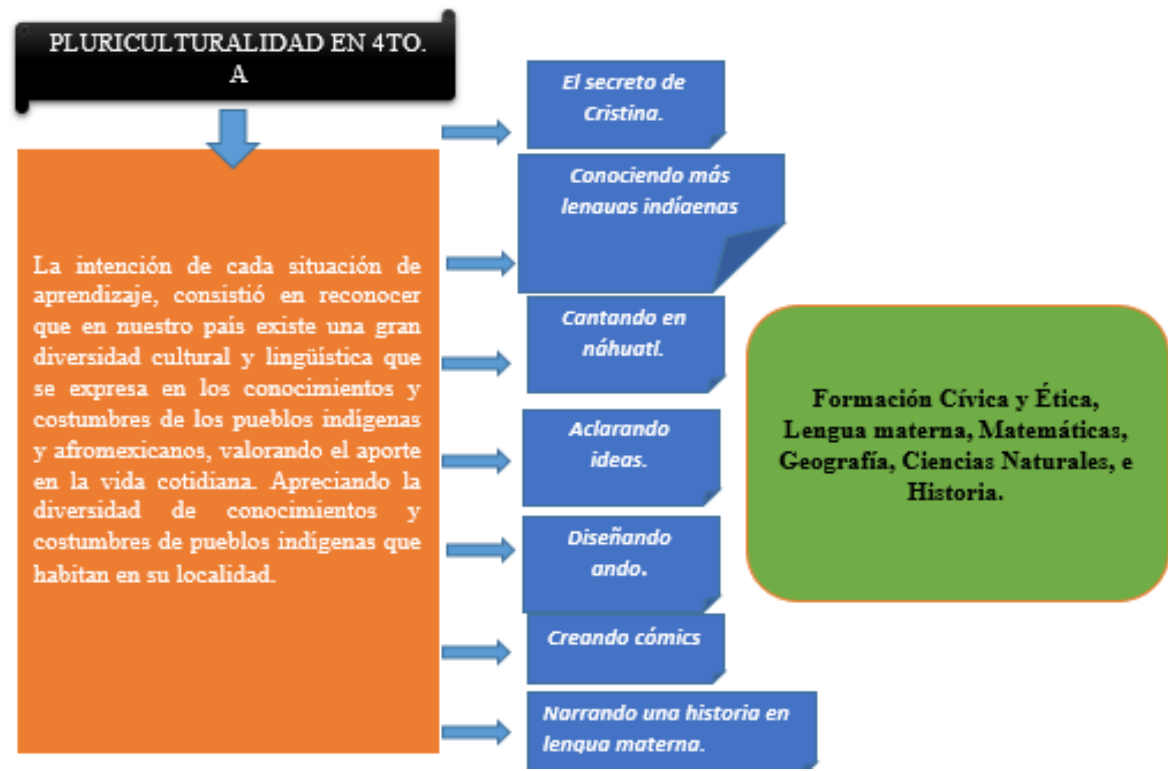 PLURICULTURALIDAD EN 4TO.
A
La intención de cada situación de
aprendizaje, consistió en reconocer
que en nuestro país existe una gran
diversidad cultural y lingüística que
se expresa en los conocimientos y
costumbres de los pueblos indígenas
y afromexicanos, valorando el aporte
en la vida cotidiana. Apreciando la
diversidad de conocimientos y
costumbres de pueblos indígenas que
habitan en su localidad.
El secreto de
Cristina.
Conociendo más
lenguas indígenas
Cantando en
náhuatl.
Aclarando
ideas.
Diseñando
ando.
Creando cómics
Narrando una historia en
lengua materna.
Formación Cívica y Ética,
Lengua materna, Matemáticas,
Geografía, Ciencias Naturales, e
Historia.